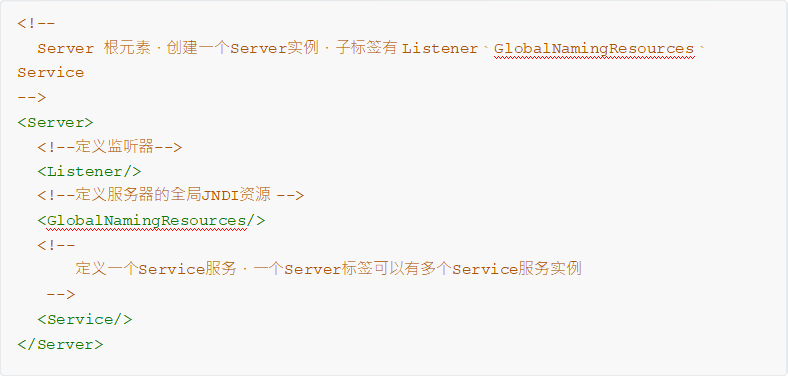 <!--
  Server 根元素，创建一个Server实例，子标签有 Listener、GlobalNamingResources、
Service
-->
<Server>
  <!--定义监听器-->
  <Listener/>
  <!--定义服务器的全局JNDI资源 -->
  <GlobalNamingResources/>
  <!--
      定义一个Service服务，一个Server标签可以有多个Service服务实例
   -->
  <Service/>
</Server>